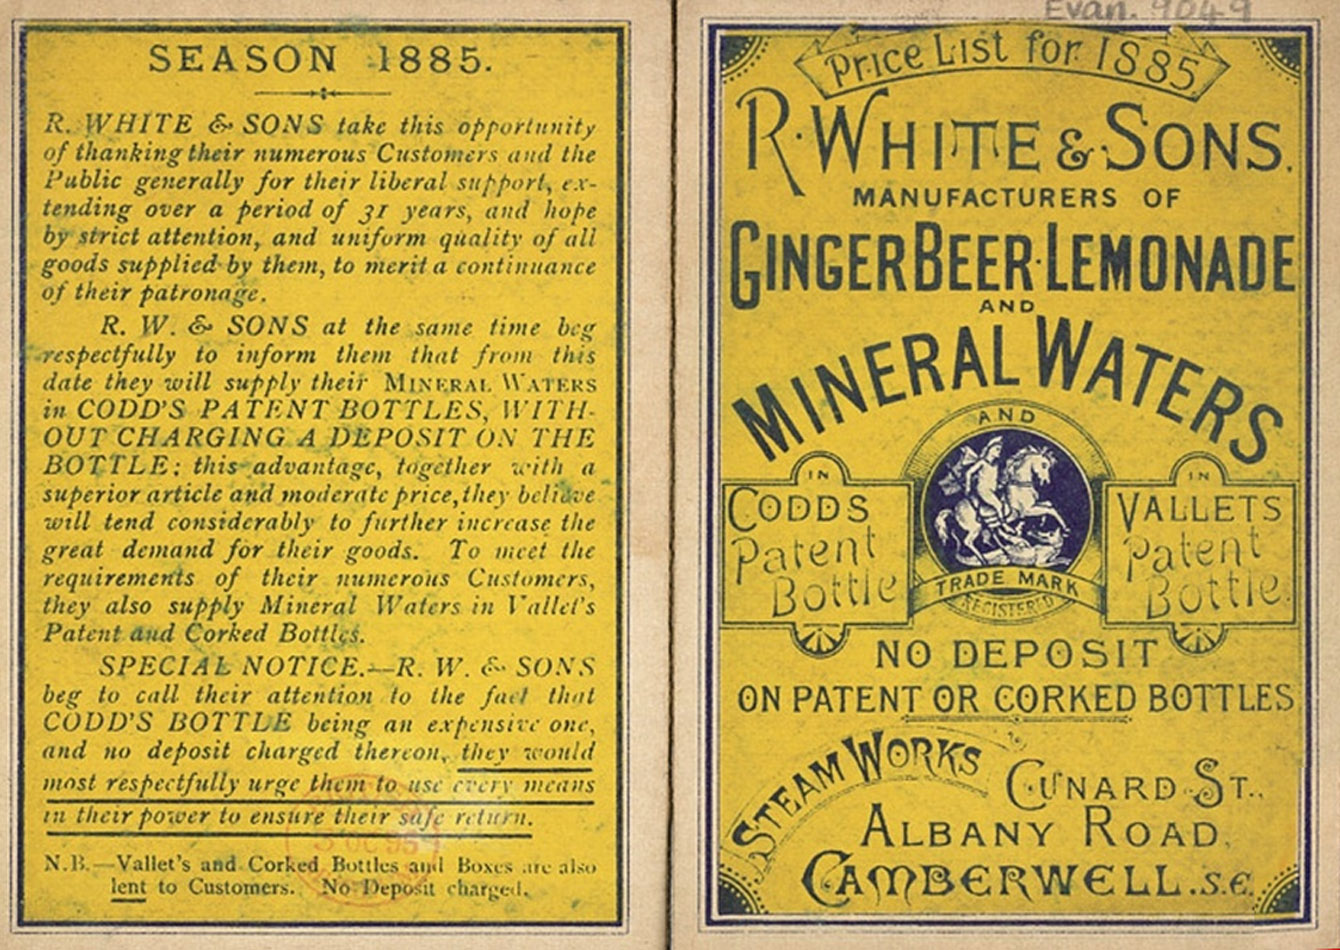 SEASON 1885.
R. WHITE & SONS take this opportunity
of thanking their numerous Customers and the
Public generally for their liberal support, ex-
tending over a period of 31 years, and hope
by strict attention, and uniform quality of all
goods supplied by them, to merit a continuance
of their patronage.
R. W. & SONS at the same time beg
respectfully to inform them that from this
date they will supply their MINERAL WATERS
in CODD'S PATENT BOTTLES, WITH-
OUT CHARGING A DEPOSIT ON THE
BOTTLE; this advantage, together with a
superior article and moderate price, they believe
will tend considerably to further increase the
great demand for their goods. To meet the
requirements of their numerous Customers,
they also supply Mineral Waters in Vallet's
Patent and Corked Bottles.
SPECIAL NOTICE.—R. W. & SONS
beg to call their attention to the fact that
CODD'S BOTTLE being an expensive one,
and no deposit charged thereon, they would
most respectfully urge them to use every means
in their power to ensure their safe return.
N.B.—Vallet's and Corked Bottles and Boxes are also
lent to Customers. No Deposit charged.
Evan. 9049
Price List for 1885
R. WHITE & SONS.
MANUFACTURERS OF
GINGER BEER·LEMONADE
AND
MINERAL WATERS
AND
IN
CODDS
Patent
Bottle
TRADE MARK
REGISTERED
IN
VALLETS
Patent
Bottle.
NO DEPOSIT
ON PATENT OR CORKED BOTTLES
STEAM WORKS
CUNARD ST.,
ALBANY ROAD,
CAMBERWELL. S.E.